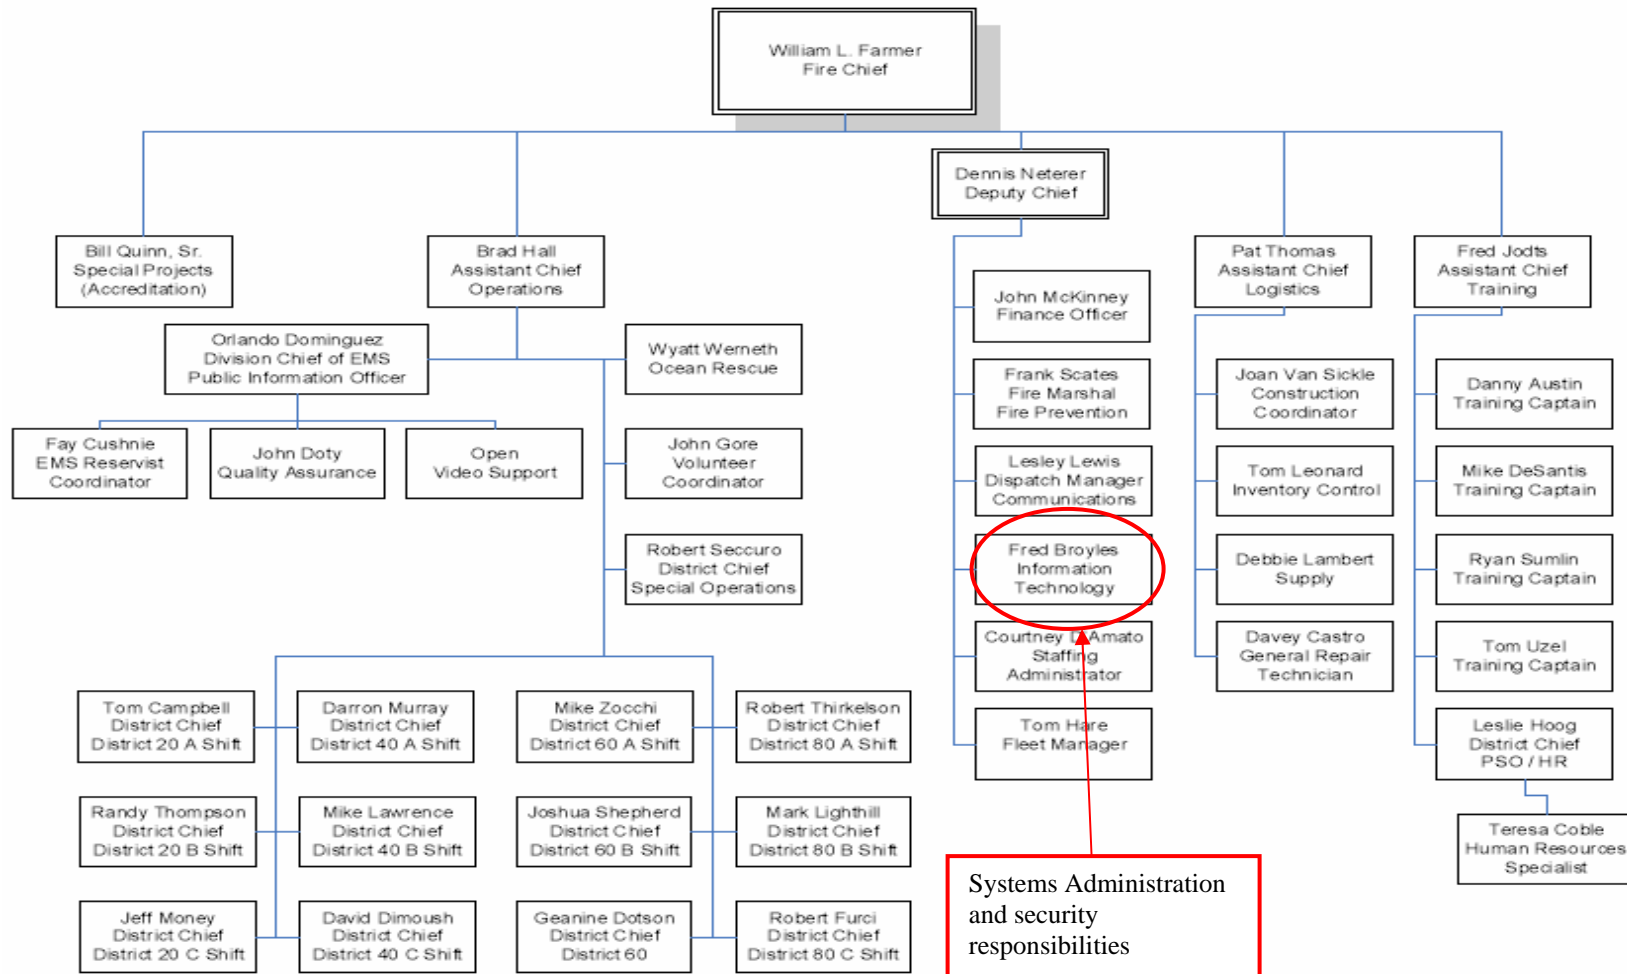 William L. Farmer
Fire Chief
Dennis Neterer
Deputy Chief
Bill Quinn, Sr.
Special Projects
(Accreditation)
Brad Hall
Assistant Chief
Operations
Pat Thomas
Assistant Chief
Logistics
Fred Jodts
Assistant Chief
Training
Orlando Dominguez
Division Chief of EMS
Public Information Officer
Wyatt Werneth
Ocean Rescue
Fay Cushnie
EMS Reservist
Coordinator
John Doty
Quality Assurance
Open
Video Support
John Gore
Volunteer
Coordinator
Robert Seccuro
District Chief
Special Operations
John McKinney
Finance Officer
Frank Scates
Fire Marshal
Fire Prevention
Lesley Lewis
Dispatch Manager
Communications
Fred Broyles
Information
Technology
Courtney D'Amato
Staffing
Administrator
Tom Hare
Fleet Manager
Joan Van Sickle
Construction
Coordinator
Tom Leonard
Inventory Control
Debbie Lambert
Supply
Davey Castro
General Repair
Technician
Danny Austin
Training Captain
Mike DeSantis
Training Captain
Ryan Sumlin
Training Captain
Tom Uzel
Training Captain
Leslie Hoog
District Chief
PSO / HR
Teresa Coble
Human Resources
Specialist
Tom Campbell
District Chief
District 20 A Shift
Darron Murray
District Chief
District 40 A Shift
Mike Zocchi
District Chief
District 60 A Shift
Robert Thirkelson
District Chief
District 80 A Shift
Randy Thompson
District Chief
District 20 B Shift
Mike Lawrence
District Chief
District 40 B Shift
Joshua Shepherd
District Chief
District 60 B Shift
Mark Lighthill
District Chief
District 80 B Shift
Jeff Money
District Chief
District 20 C Shift
David Dimoush
District Chief
District 40 C Shift
Geanine Dotson
District Chief
District 60
Robert Furci
District Chief
District 80 C Shift
Systems Administration
and security
responsibilities